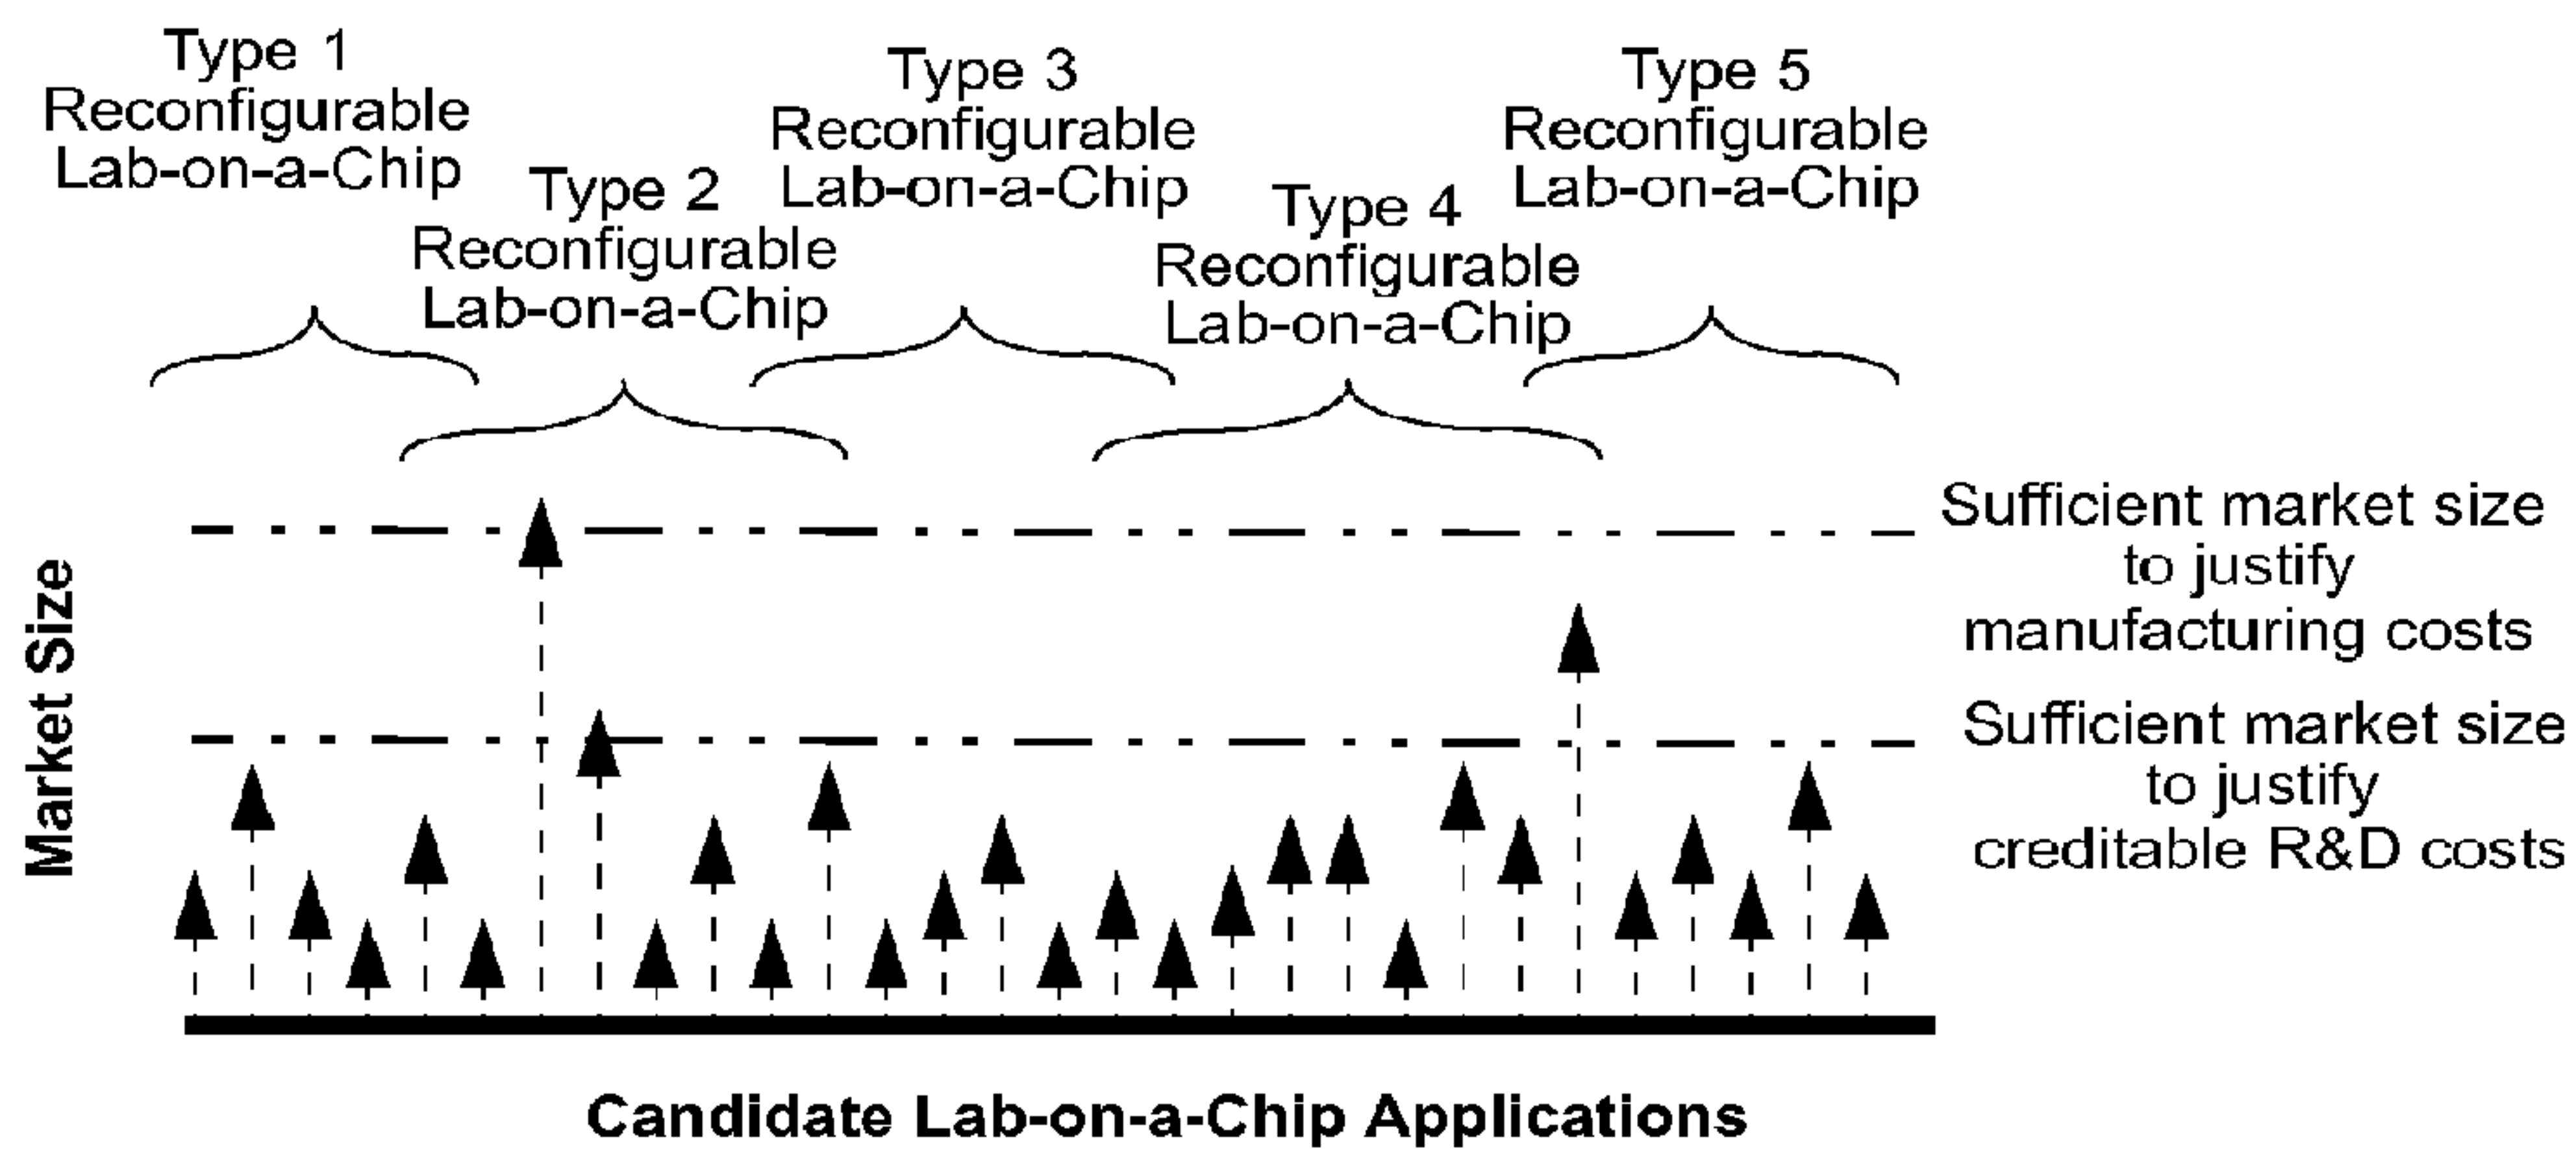 Type 1
Reconfigurable
Lab-on-a-Chip
Type 2
Reconfigurable
Lab-on-a-Chip
Type 3
Reconfigurable
Lab-on-a-Chip
Type 4
Reconfigurable
Lab-on-a-Chip
Type 5
Reconfigurable
Lab-on-a-Chip
Sufficient market size
to justify
manufacturing costs
Sufficient market size
to justify
creditable R&D costs
Market Size
Candidate Lab-on-a-Chip Applications